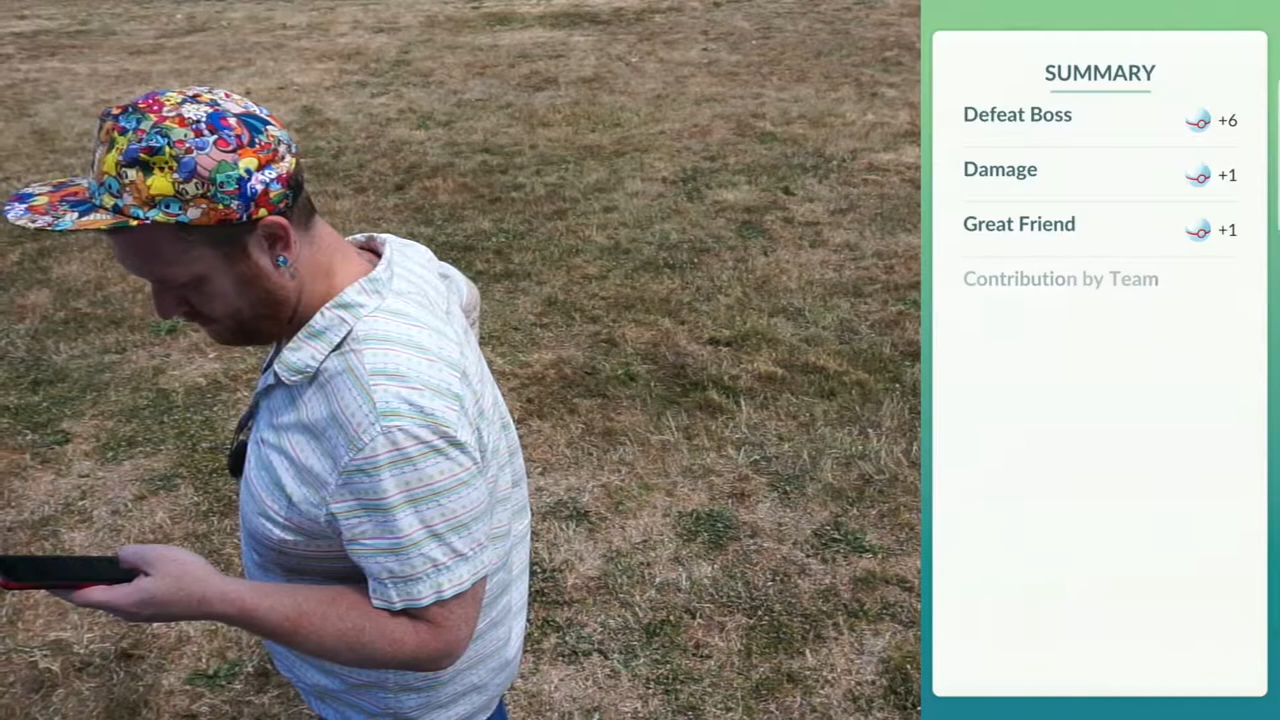 SUMMARY
Defeat Boss +6
Damage +1
Great Friend +1
Contribution by Team